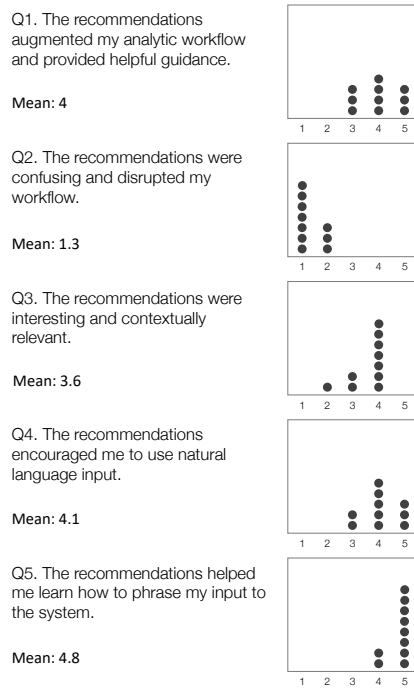 Q1. The recommendations
augmented my analytic workflow
and provided helpful guidance.
Mean: 4
1 2 3 4 5
Q2. The recommendations were
confusing and disrupted my
workflow.
Mean: 1.3
1 2 3 4 5
Q3. The recommendations were
interesting and contextually
relevant.
Mean: 3.6
1 2 3 4 5
Q4. The recommendations
encouraged me to use natural
language input.
Mean: 4.1
1 2 3 4 5
Q5. The recommendations helped
me learn how to phrase my input to
the system.
Mean: 4.8
1 2 3 4 5